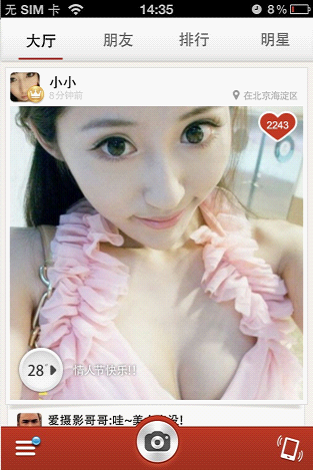 无 SIM 卡 14:35 8%
大厅 朋友 排行 明星
小小
8分钟前 在北京海淀区
2243
28" 情人节快乐!!
爱摄影哥哥:哇~美